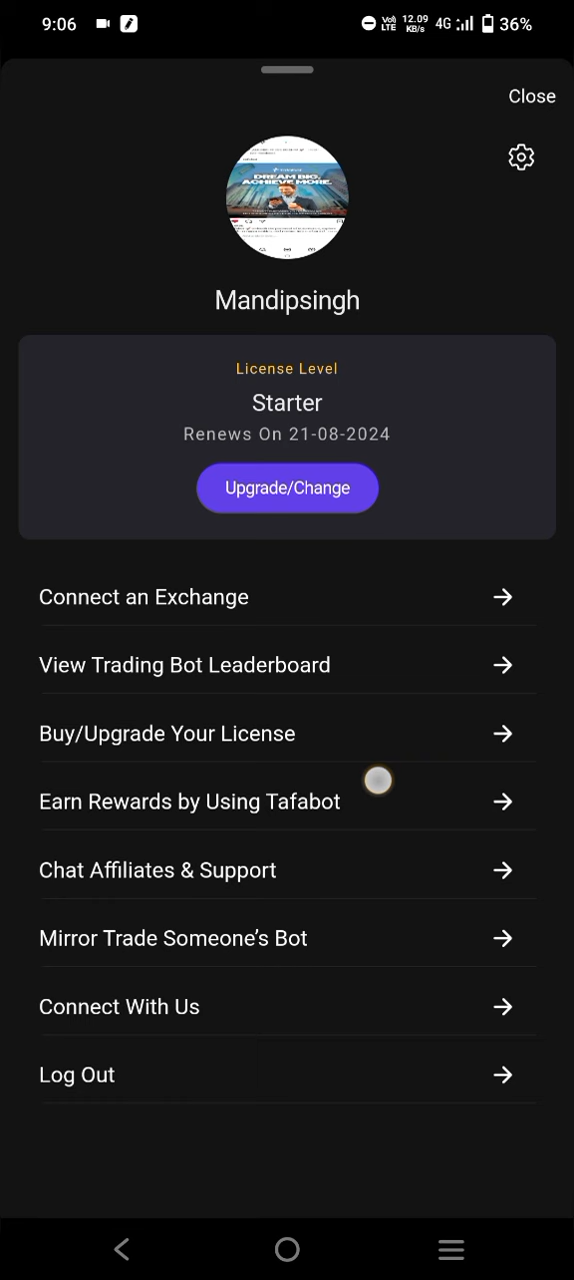 9:06
Vo) LTE 12.09 KB/s 4G 36%
Close
DREAM BIG,
ACHIEVE MORE.
Mandipsingh
License Level
Starter
Renews On 21-08-2024
Upgrade/Change
Connect an Exchange
View Trading Bot Leaderboard
Buy/Upgrade Your License
Earn Rewards by Using Tafabot
Chat Affiliates & Support
Mirror Trade Someone’s Bot
Connect With Us
Log Out